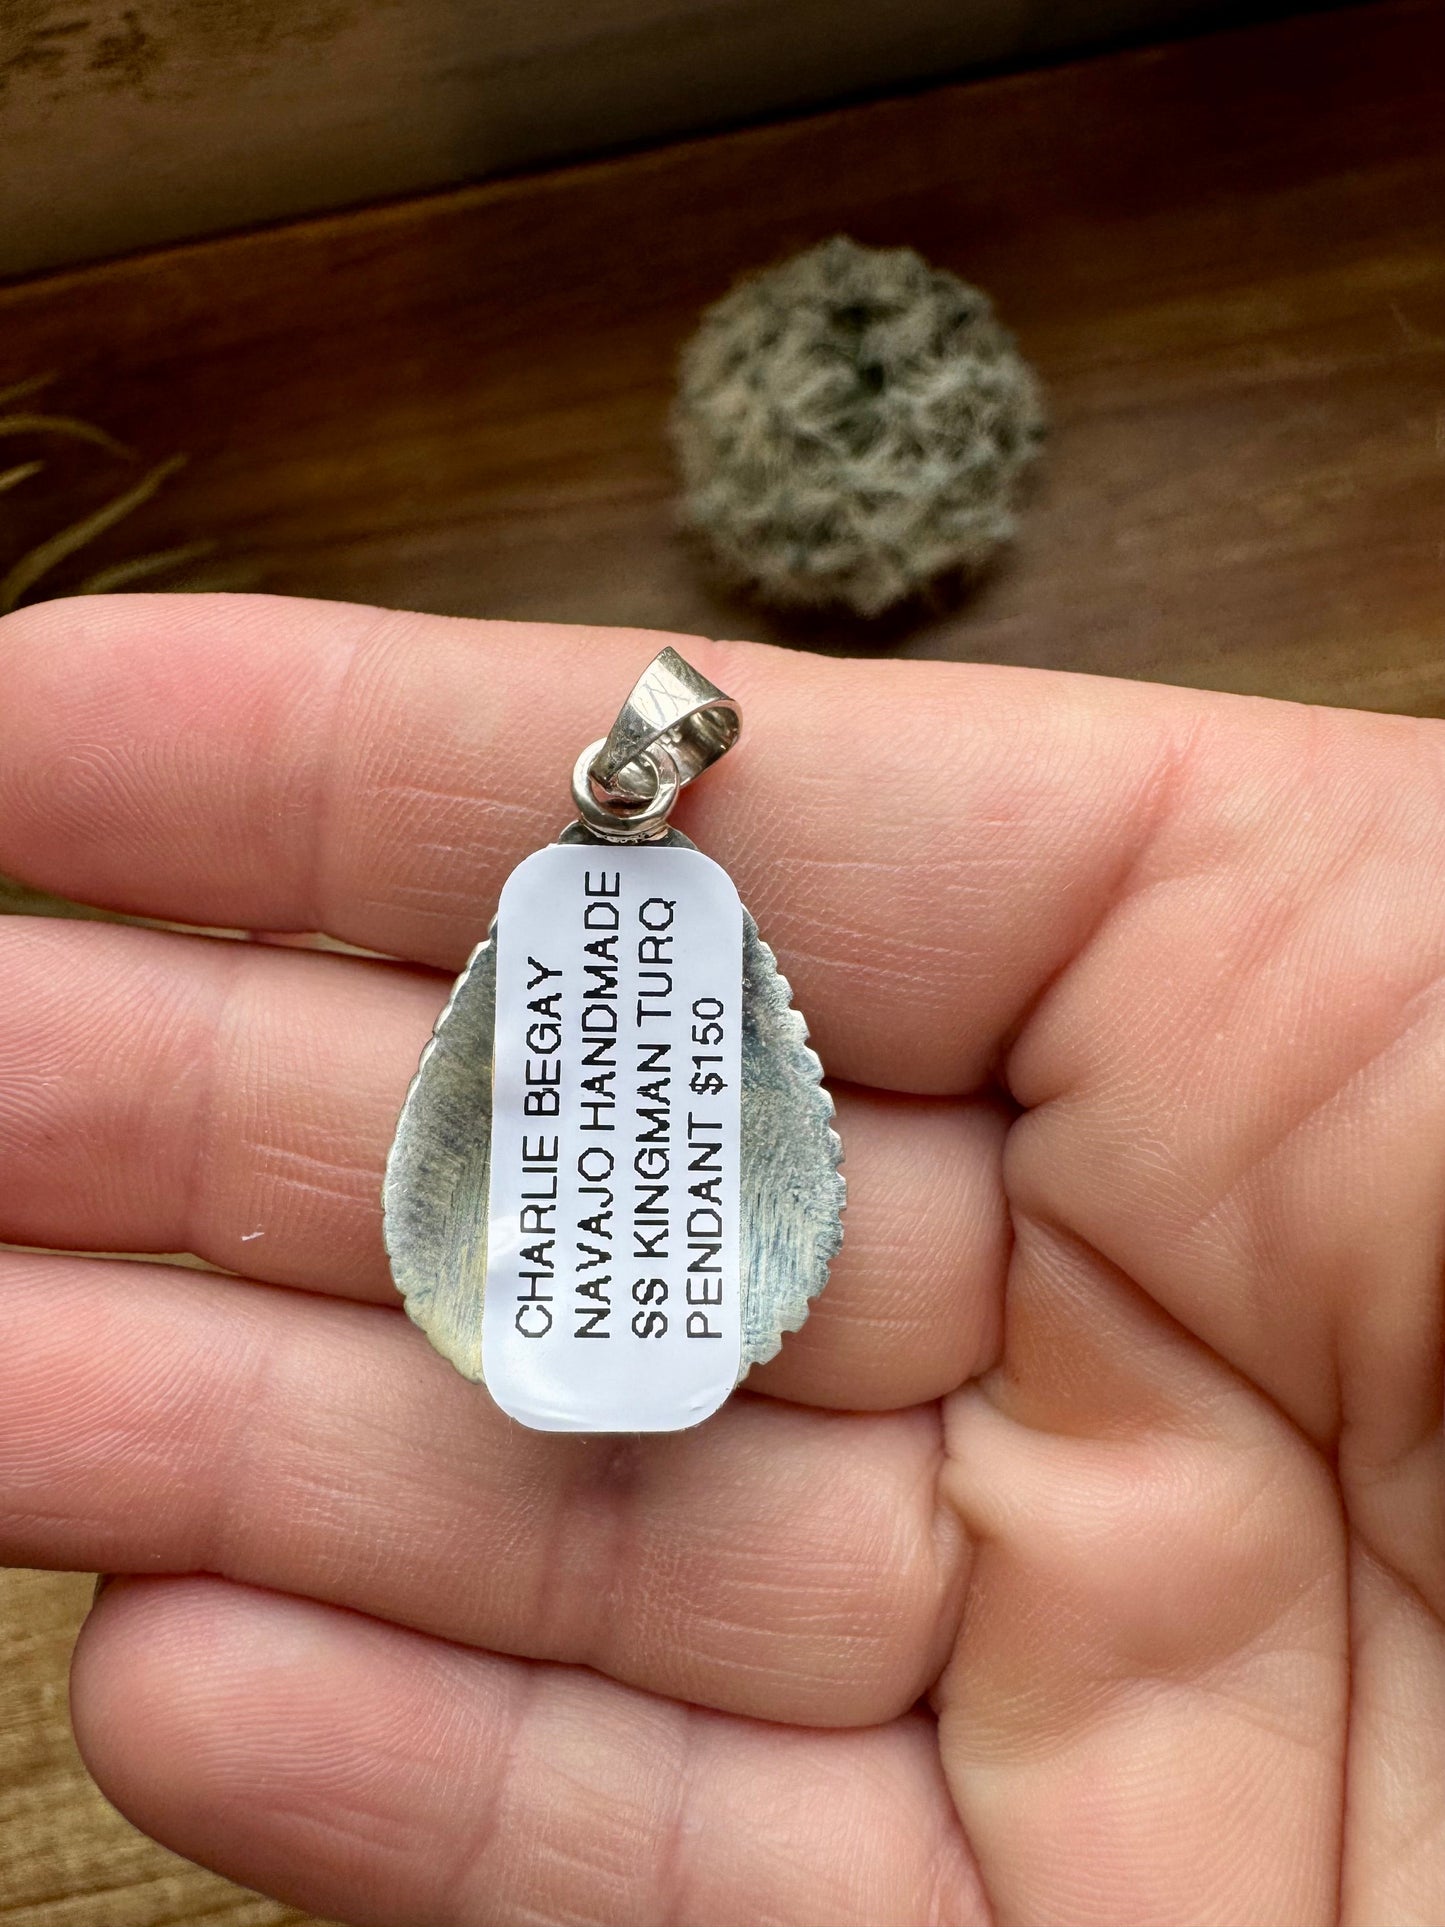 CHARLIE BEGAY
NAVAJO HANDMADE
SS KINGMAN TURQ
PENDANT $150